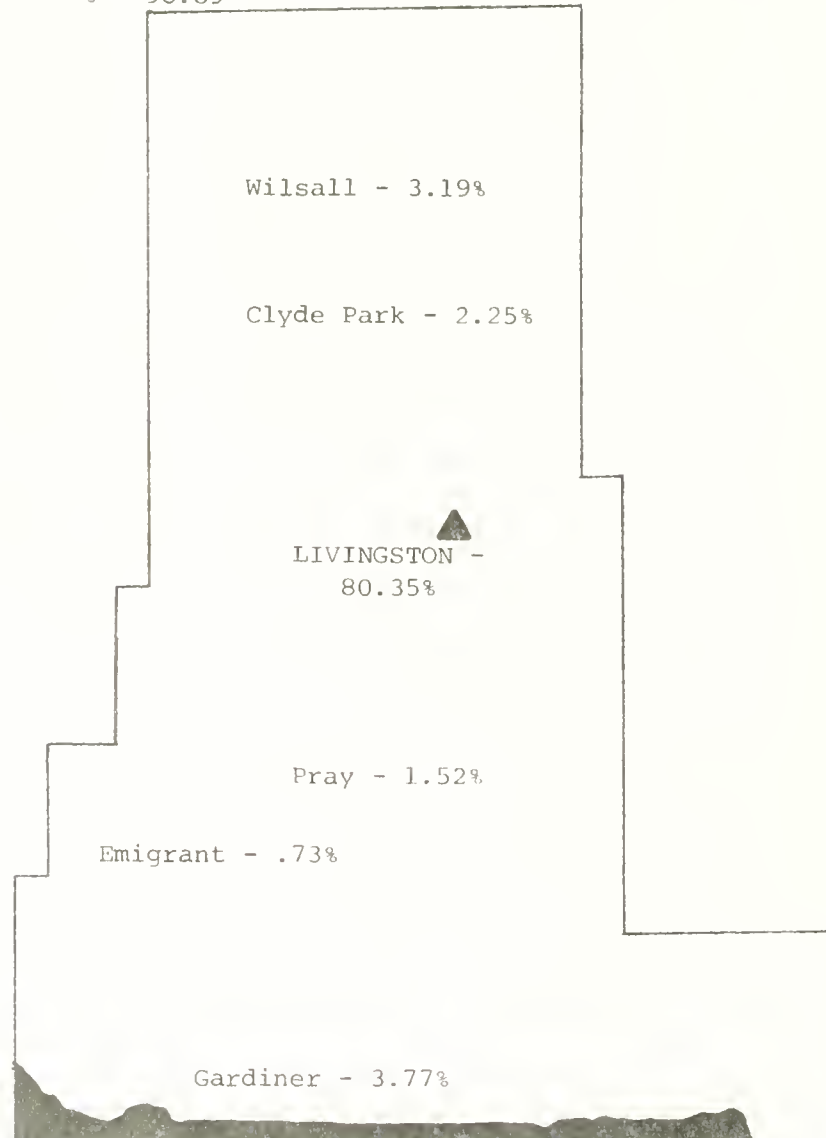 Wilsall - 3.19%
Clyde Park - 2.25%
LIVINGSTON -
80.35%
Pray - 1.52%
Emigrant - .73%
Gardiner - 3.77%